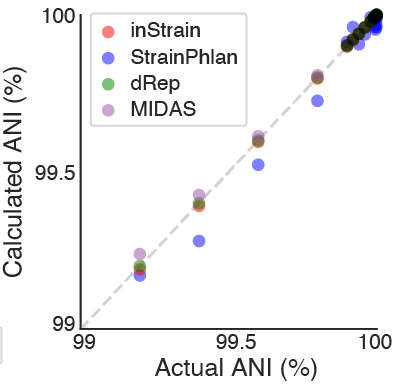 100
inStrain
StrainPhlan
dRep
MIDAS
99.5
99
Calculated ANI (%)
99
99.5
100
Actual ANI (%)